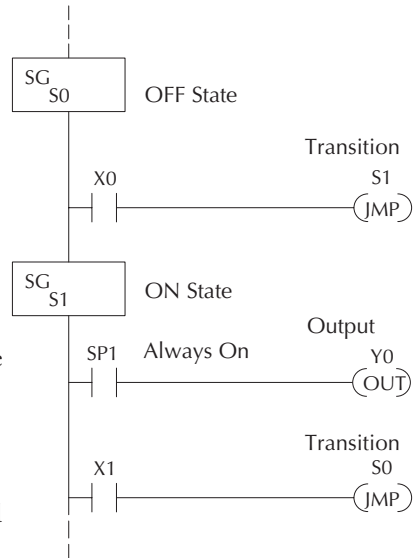 SG
S0
OFF State
Transition
X0
S1
JMP
SG
S1
ON State
Output
SP1
Always On
Y0
e
OUT
Transition
X1
S0
JMP